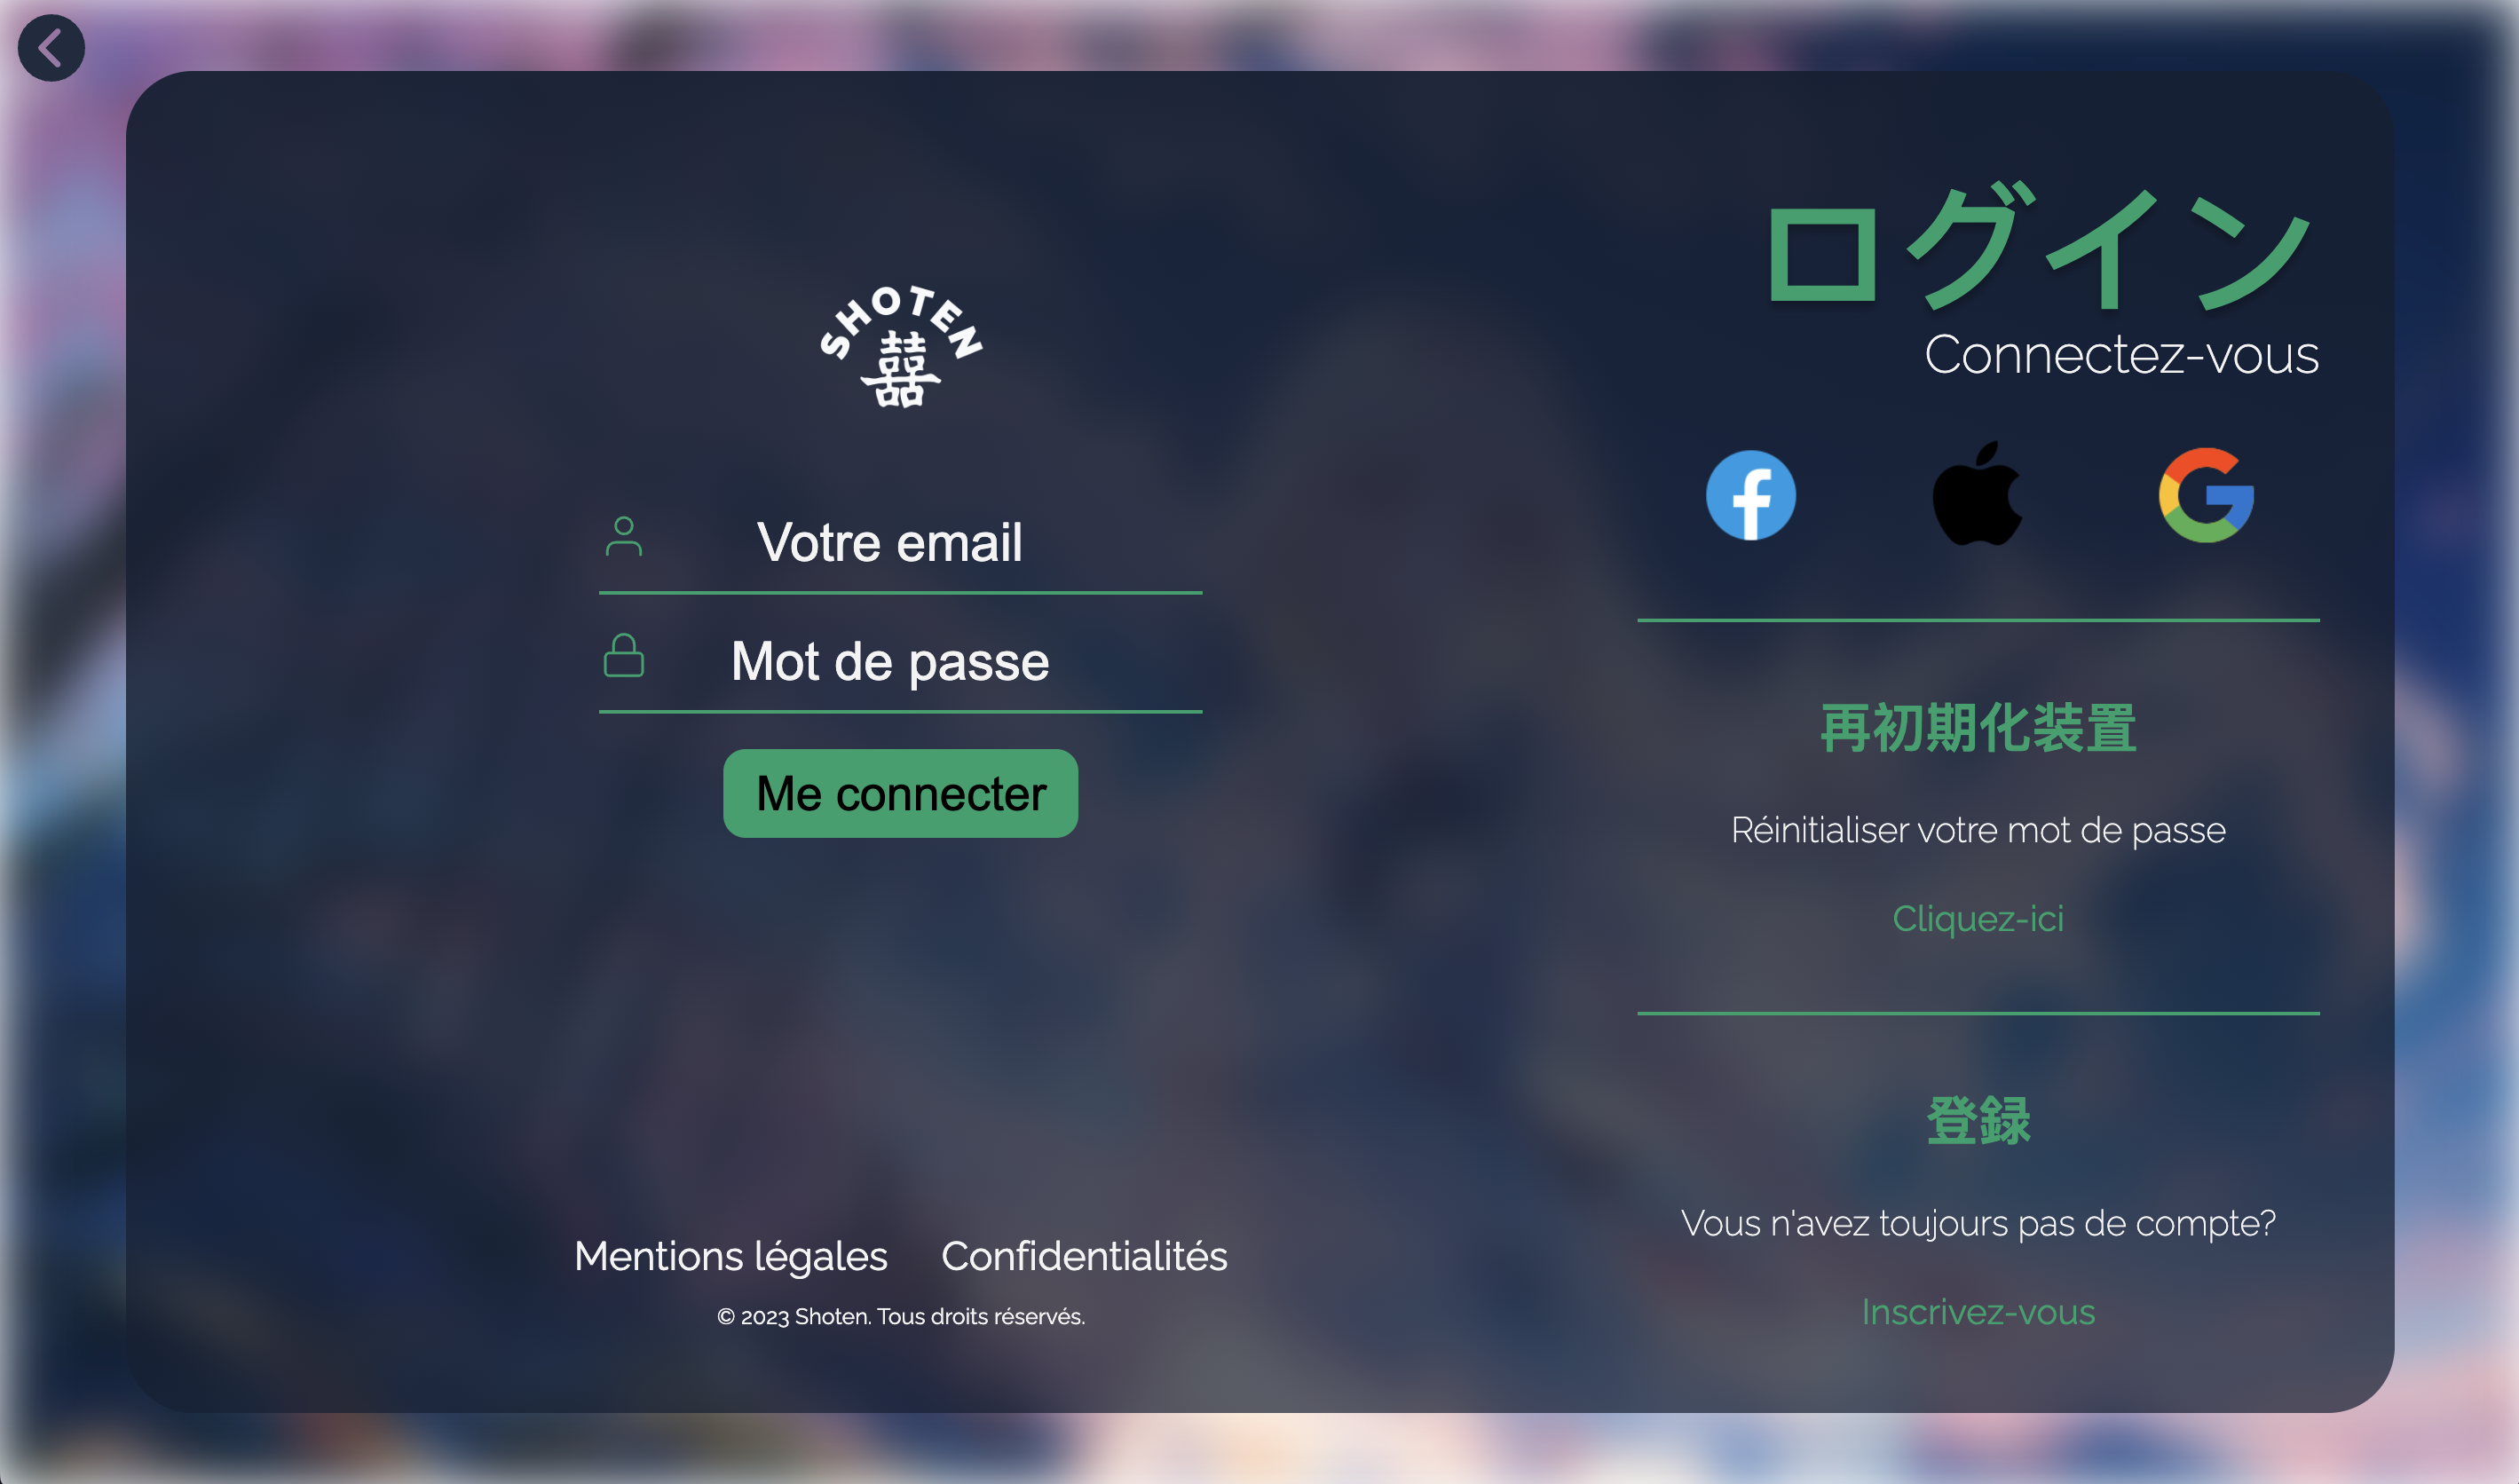 SHOTEN
囍
Votre email
Mot de passe
Me connecter
Mentions légales Confidentialités
© 2023 Shoten. Tous droits réservés.
ログイン
Connectez-vous
再初期化装置
Réinitialiser votre mot de passe
Cliquez-ici
登録
Vous n'avez toujours pas de compte?
Inscrivez-vous